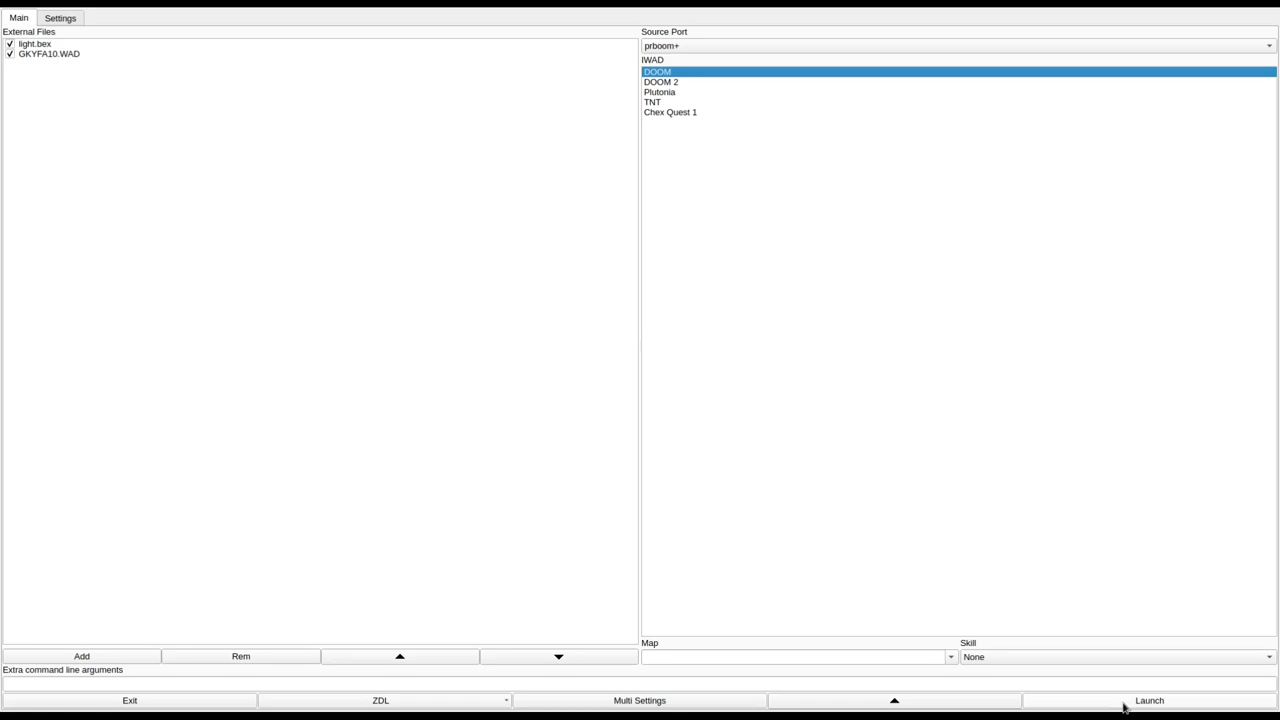 Main Settings
External Files
light.bex
GKYFA10.WAD
Source Port
prboom+
IWAD
DOOM
DOOM 2
Plutonia
TNT
Chex Quest 1
Map Skill
None
Add Rem
Extra command line arguments
Exit ZDL Multi Settings Launch